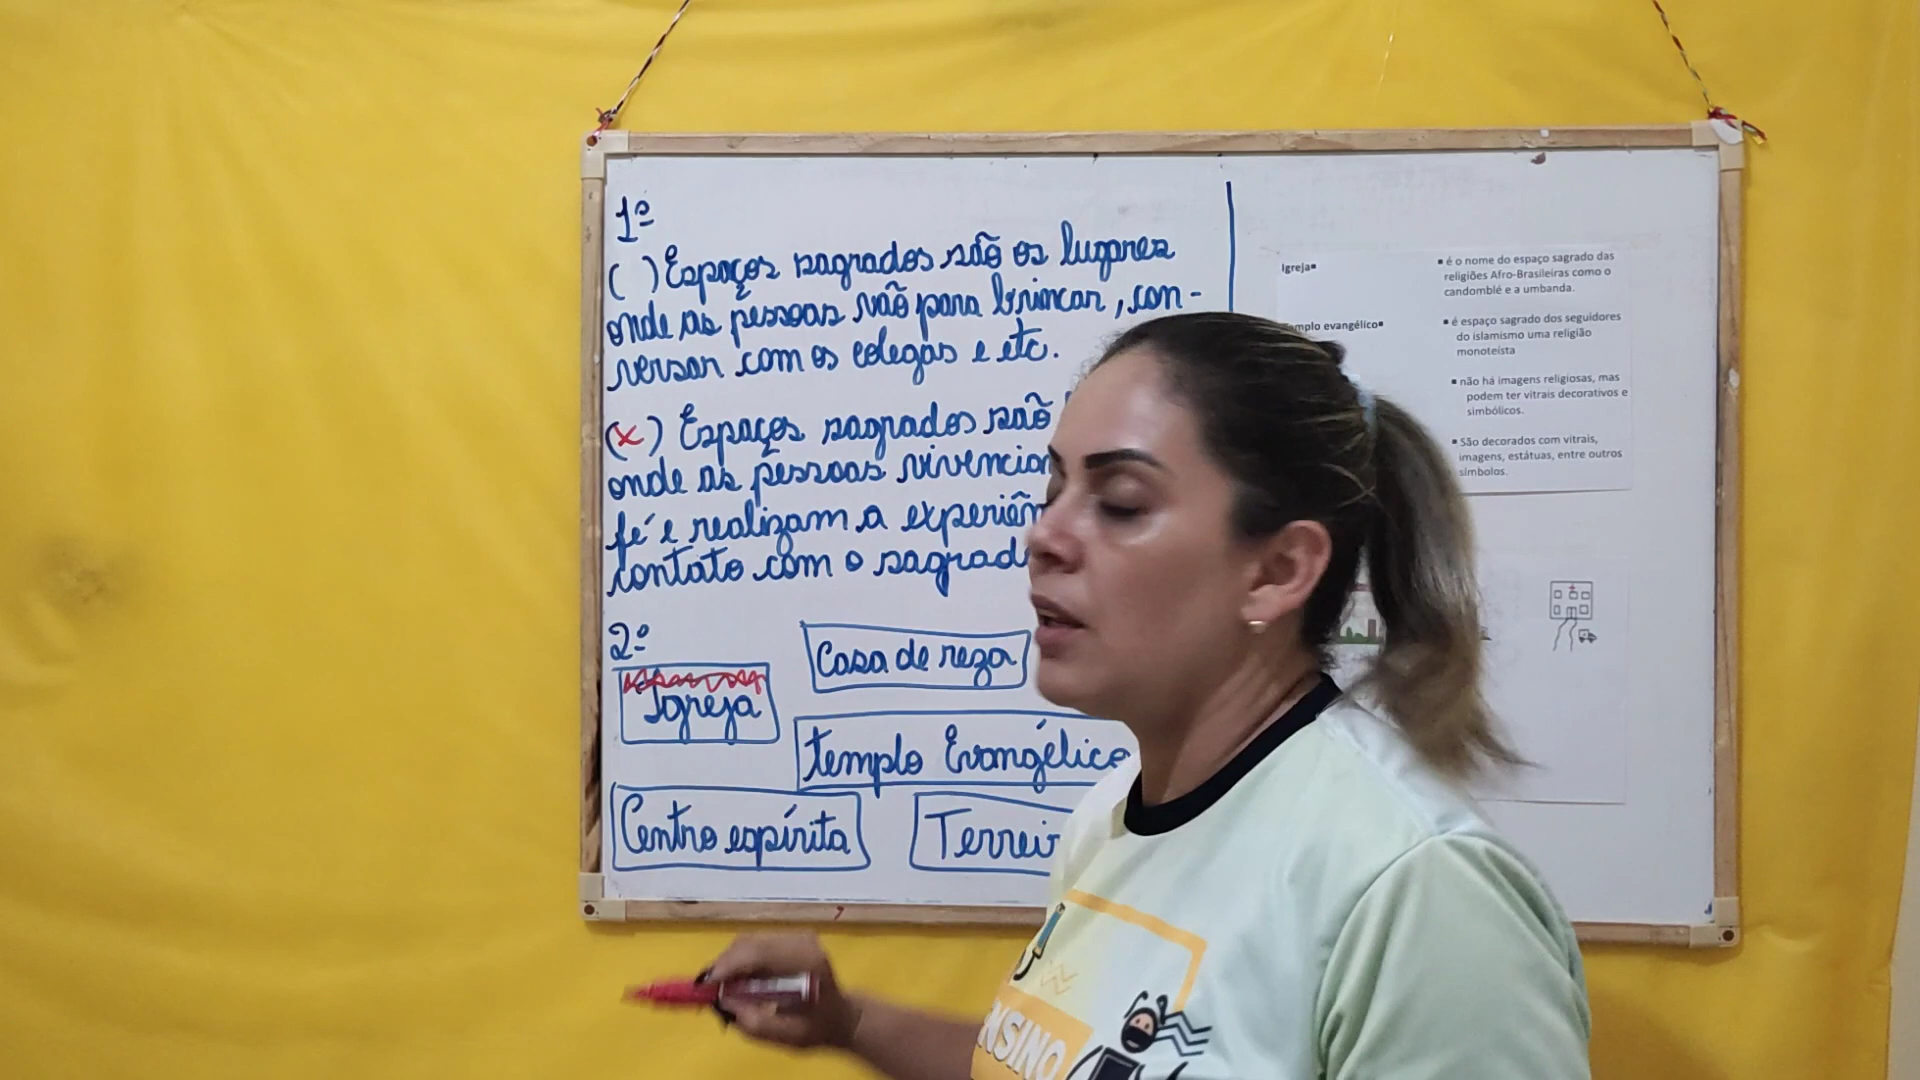 1º
( ) Espaços sagrados são os lugares
onde as pessoas vão para brincar, con-
versar com os colegas e etc.
(x) Espaços sagrados são
onde as pessoas vivencian
fé e realizam a experiên
contato com o sagrad
2º
Igreja
Casa de reza
templo Evangélico
Centro espírita
Terreir
Igreja
mplo evangélico
▪ é o nome do espaço sagrado das
religiões Afro-Brasileiras como o
candomblé e a umbanda.
▪ é espaço sagrado dos seguidores
do islamismo uma religião
monoteísta
▪ não há imagens religiosas, mas
podem ter vitrais decorativos e
simbólicos.
▪ São decorados com vitrais,
imagens, estátuas, entre outros
símbolos.
NSINO